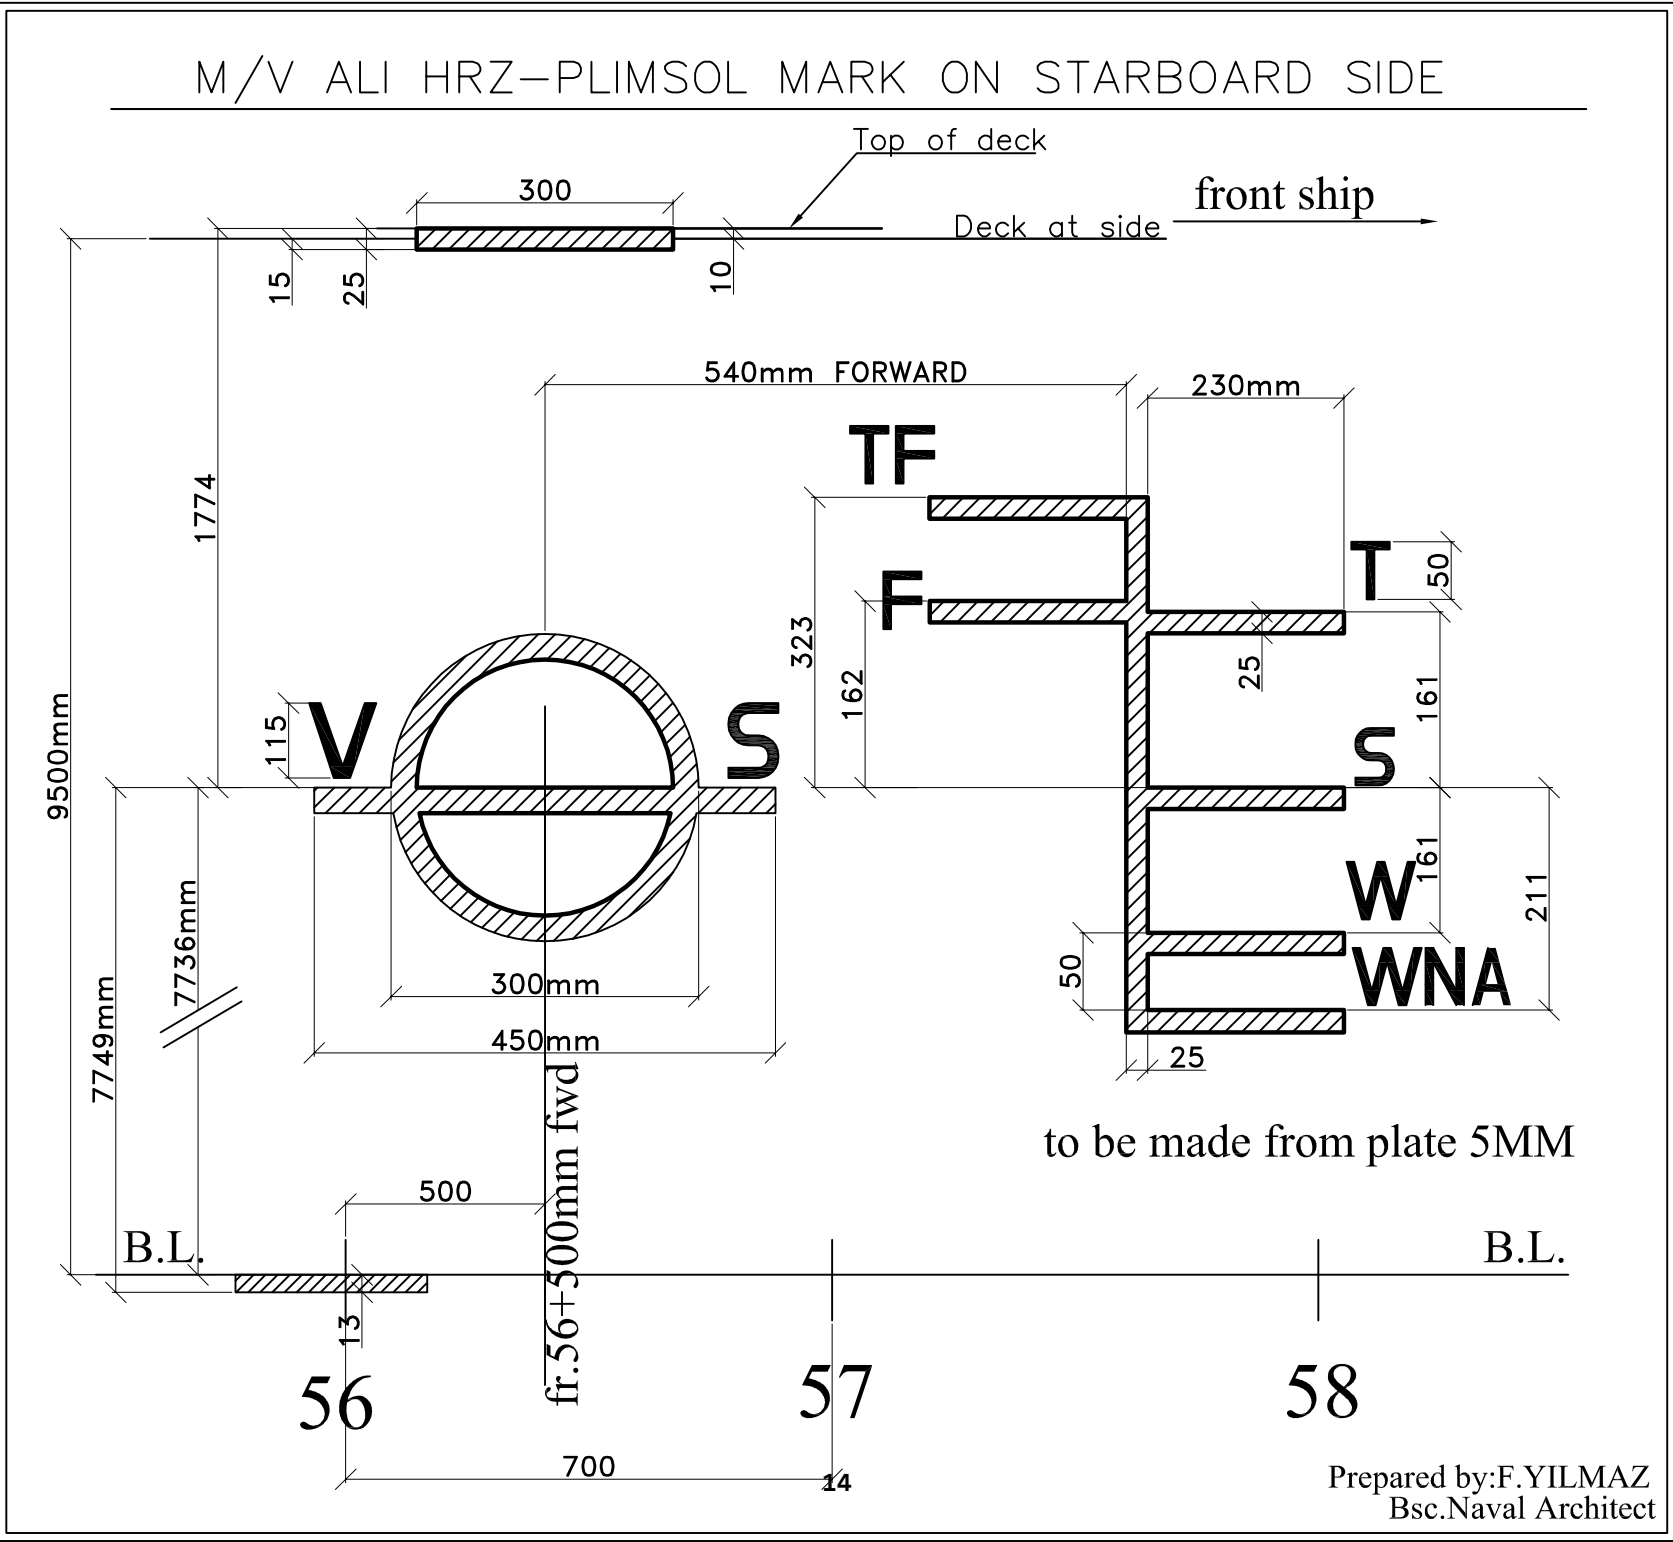 M/V ALI HRZ-PLIMSOL MARK ON STARBOARD SIDE
Top of deck
300
front ship
Deck at side
15
25
10
540mm FORWARD
230mm
TF
T
50
1774
F
323
162
25
161
V
S
115
S
9500mm
7736mm
7749mm
161
W
211
50
WNA
300mm
450mm
25
fr.56+500mm fwd
to be made from plate 5MM
500
B.L.
B.L.
13
56
57
58
700
14
Prepared by:F.YILMAZ
Bsc.Naval Architect